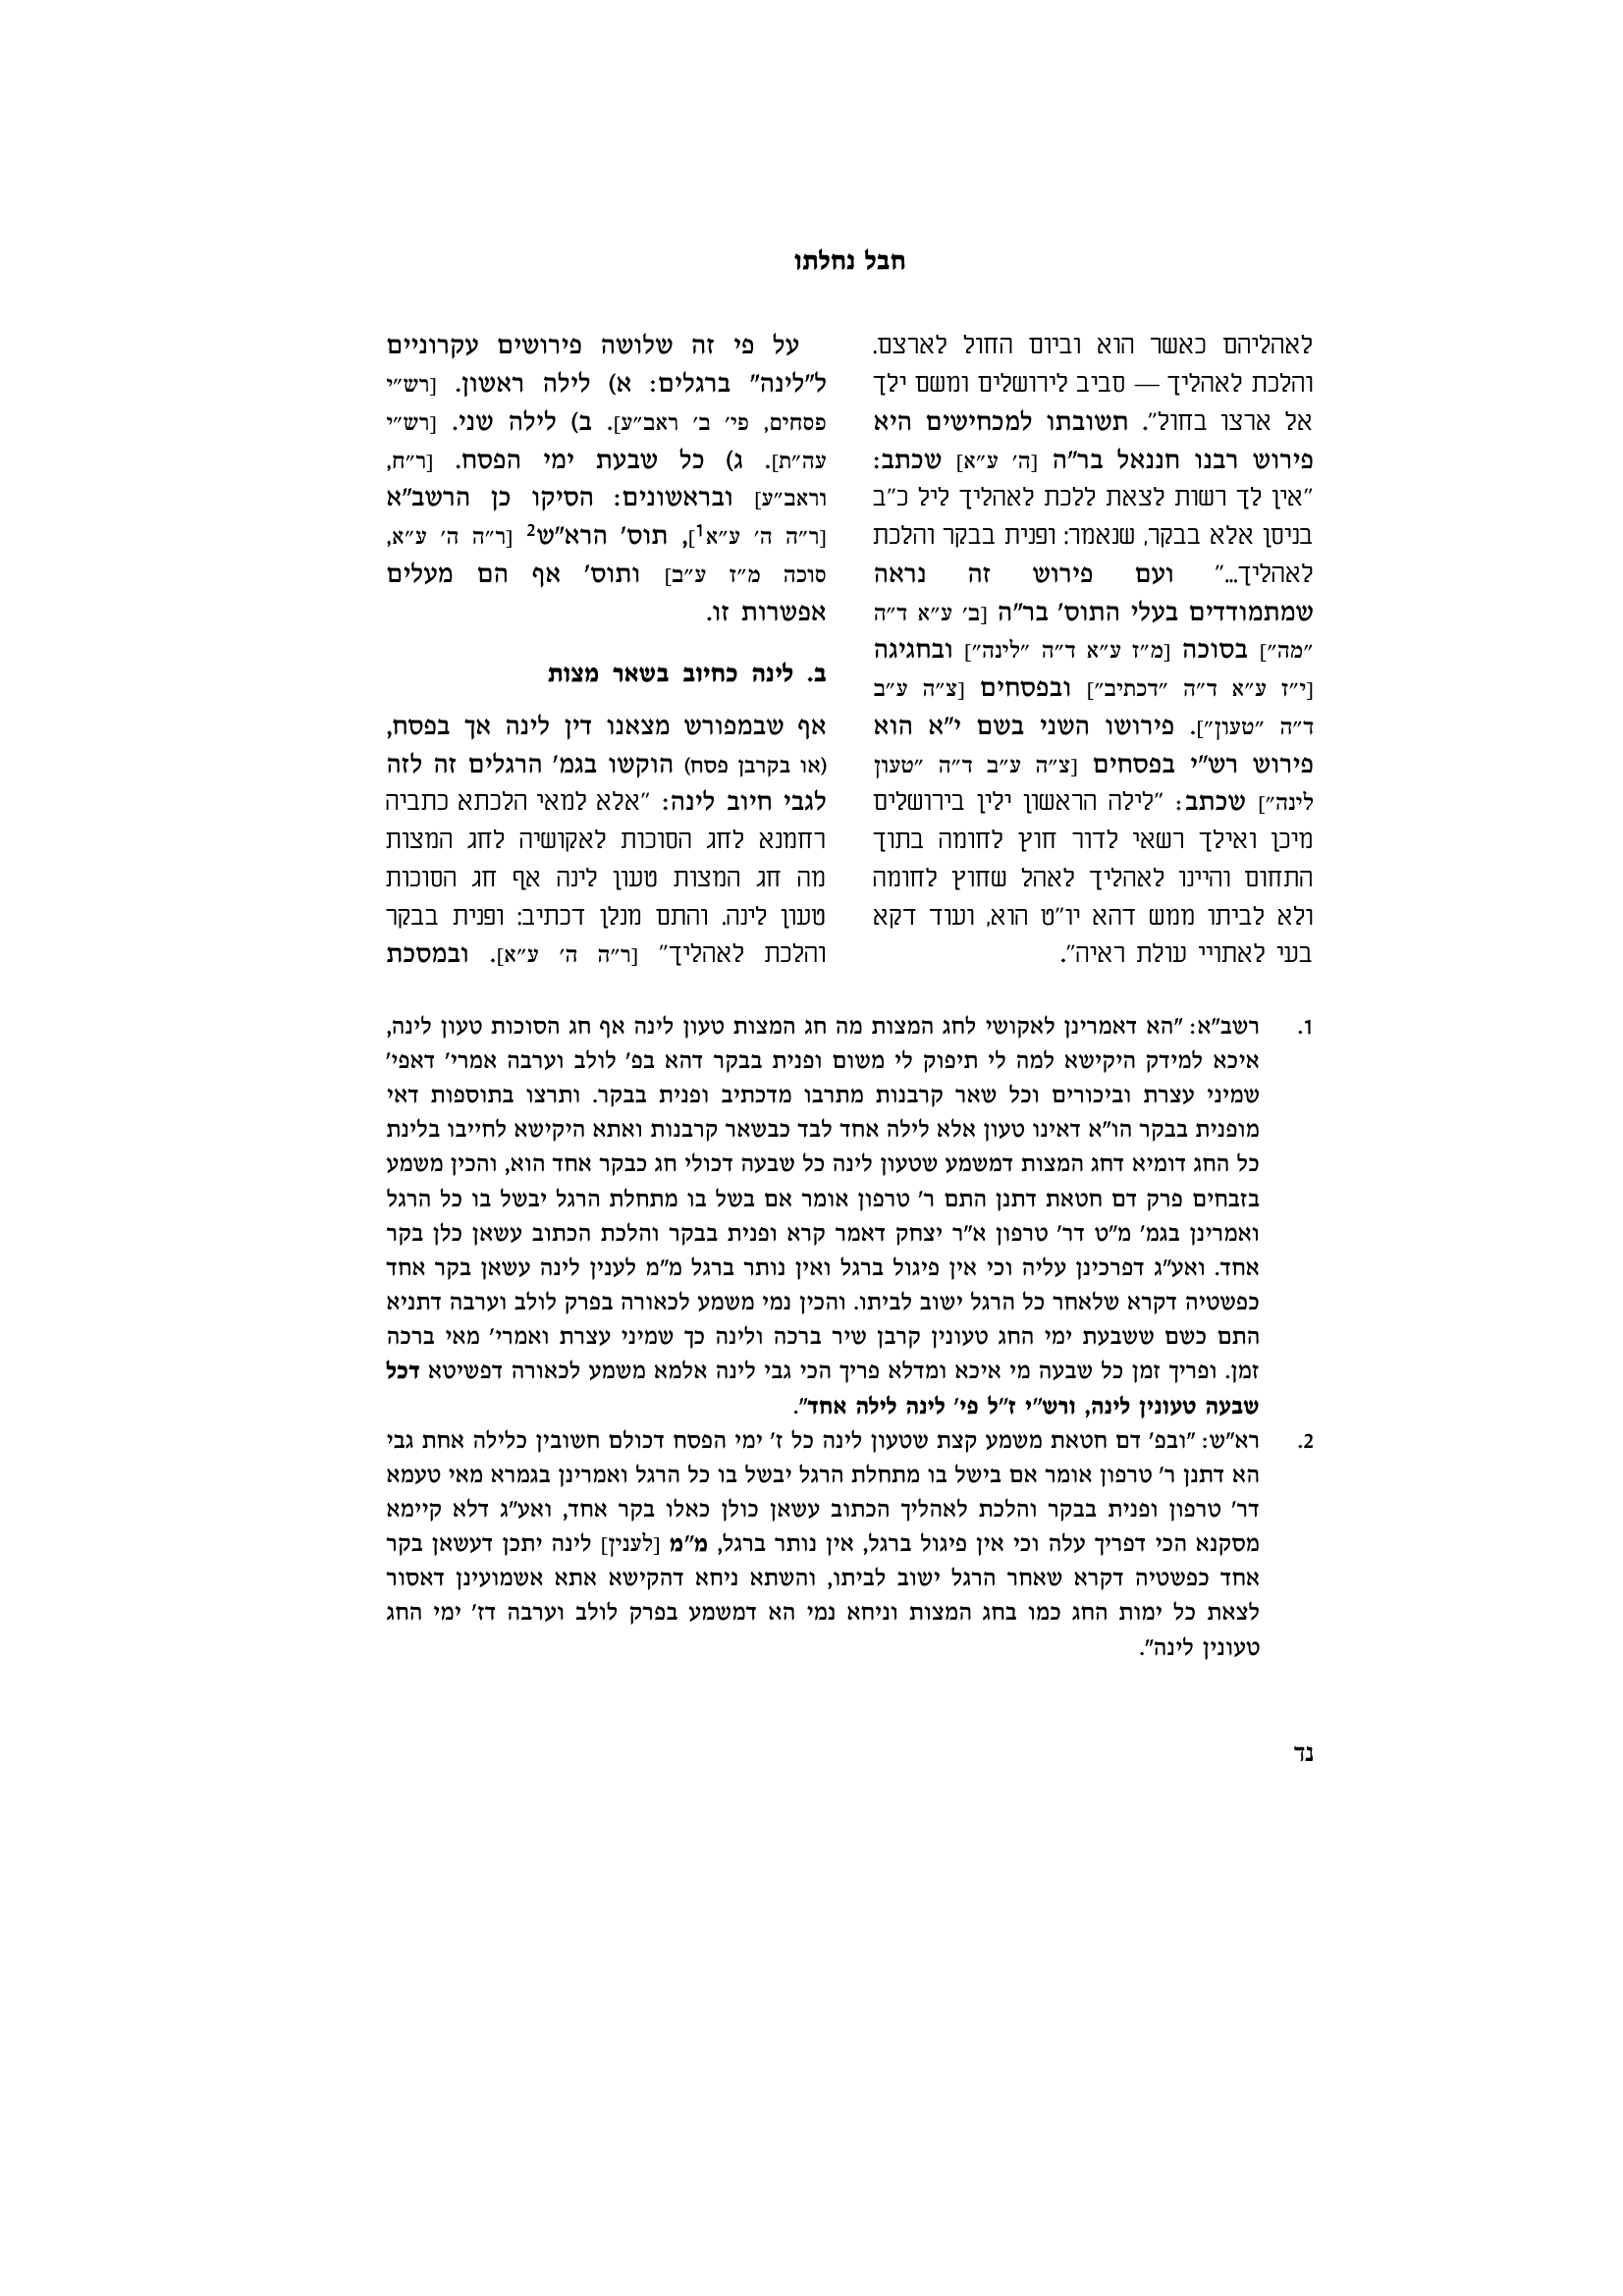 חבל נחלתו
לאהליהם כאשר הוא וביום החול לארצם.
והלכת לאהליך — סביב לירושלים ומשם ילך
אל ארצו בחול״. תשובתו למכחישים היא
פירוש רבנו חננאל בר״ה [ה׳ ע״א] שכתב:
״אין לך רשות לצאת ללכת לאהליך ליל כ״ב
בניסן אלא בבקר, שנאמר: ופנית בבקר והלכת
לאהליך...״ ועם פירוש זה נראה
שמתמודדים בעלי התוס׳ בר״ה [ב׳ ע״א ד״ה
״מה״] בסוכה [מ״ז ע״א ד״ה ״לינה״] ובחגיגה
[י״ז ע״א ד״ה ״דכתיב״] ובפסחים [צ״ה ע״ב
ד״ה ״טעון״]. פירושו השני בשם י״א הוא
פירוש רש״י בפסחים [צ״ה ע״ב ד״ה ״טעון
לינה״] שכתב: ״לילה הראשון ילין בירושלים
מיכן ואילך רשאי לדור חוץ לחומה בתוך
התחום והיינו לאהליך לאהל שחוץ לחומה
ולא לביתו ממש דהא יו״ט הוא, ועוד דקא
בעי לאתויי עולת ראיה״.
על פי זה שלושה פירושים עקרוניים
ל״לינה״ ברגלים: א) לילה ראשון. [רש״י
פסחים, פי׳ ב׳ ראב״ע]. ב) לילה שני. [רש״י
עה״ת]. ג) כל שבעת ימי הפסח. [ר״ח,
וראב״ע] ובראשונים: הסיקו כן הרשב״א
[ר״ה ה׳ ע״א1], תוס׳ הרא״ש2 [ר״ה ה׳ ע״א,
סוכה מ״ז ע״ב] ותוס׳ אף הם מעלים
אפשרות זו.
ב. לינה כחיוב בשאר מצות
אף שבמפורש מצאנו דין לינה אך בפסח,
(או בקרבן פסח) הוקשו בגמ׳ הרגלים זה לזה
לגבי חיוב לינה: ״אלא למאי הלכתא כתביה
רחמנא לחג הסוכות לאקושיה לחג המצות
מה חג המצות טעון לינה אף חג הסוכות
טעון לינה. והתם מנלן דכתיב: ופנית בבקר
והלכת לאהליך״ [ר״ה ה׳ ע״א]. ובמסכת
1. רשב״א: ״הא דאמרינן לאקושי לחג המצות מה חג המצות טעון לינה אף חג הסוכות טעון לינה,
איכא למידק היקישא למה לי תיפוק לי משום ופנית בבקר דהא בפ׳ לולב וערבה אמרי׳ דאפי׳
שמיני עצרת וביכורים וכל שאר קרבנות מתרבו מדכתיב ופנית בבקר. ותרצו בתוספות דאי
מופנית בבקר הו״א דאינו טעון אלא לילה אחד לבד כבשאר קרבנות ואתא היקישא לחייבו בלינת
כל החג דומיא דחג המצות דמשמע שטעון לינה כל שבעה דכולי חג כבקר אחד הוא, והכין משמע
בזבחים פרק דם חטאת דתנן התם ר׳ טרפון אומר אם בשל בו מתחלת הרגל יבשל בו כל הרגל
ואמרינן בגמ׳ מ״ט דר׳ טרפון א״ר יצחק דאמר קרא ופנית בבקר והלכת הכתוב עשאן כלן בקר
אחד. ואע״ג דפרכינן עליה וכי אין פיגול ברגל ואין נותר ברגל מ״מ לענין לינה עשאן בקר אחד
כפשטיה דקרא שלאחר כל הרגל ישוב לביתו. והכין נמי משמע לכאורה בפרק לולב וערבה דתניא
התם כשם ששבעת ימי החג טעונין קרבן שיר ברכה ולינה כך שמיני עצרת ואמרי׳ מאי ברכה
זמן. ופריך זמן כל שבעה מי איכא ומדלא פריך הכי גבי לינה אלמא משמע לכאורה דפשיטא דכל
שבעה טעונין לינה, ורש״י ז״ל פי׳ לינה לילה אחד״.
2. רא״ש: ״ובפ׳ דם חטאת משמע קצת שטעון לינה כל ז׳ ימי הפסח דכולם חשובין כלילה אחת גבי
הא דתנן ר׳ טרפון אומר אם בישל בו מתחלת הרגל יבשל בו כל הרגל ואמרינן בגמרא מאי טעמא
דר׳ טרפון ופנית בבקר והלכת לאהליך הכתוב עשאן כולן כאלו בקר אחד, ואע״ג דלא קיימא
מסקנא הכי דפריך עלה וכי אין פיגול ברגל, אין נותר ברגל, מ״מ [לענין] לינה יתכן דעשאן בקר
אחד כפשטיה דקרא שאחר הרגל ישוב לביתו, והשתא ניחא דהקישא אתא אשמועינן דאסור
לצאת כל ימות החג כמו בחג המצות וניחא נמי הא דמשמע בפרק לולב וערבה דז׳ ימי החג
טעונין לינה״.
נד